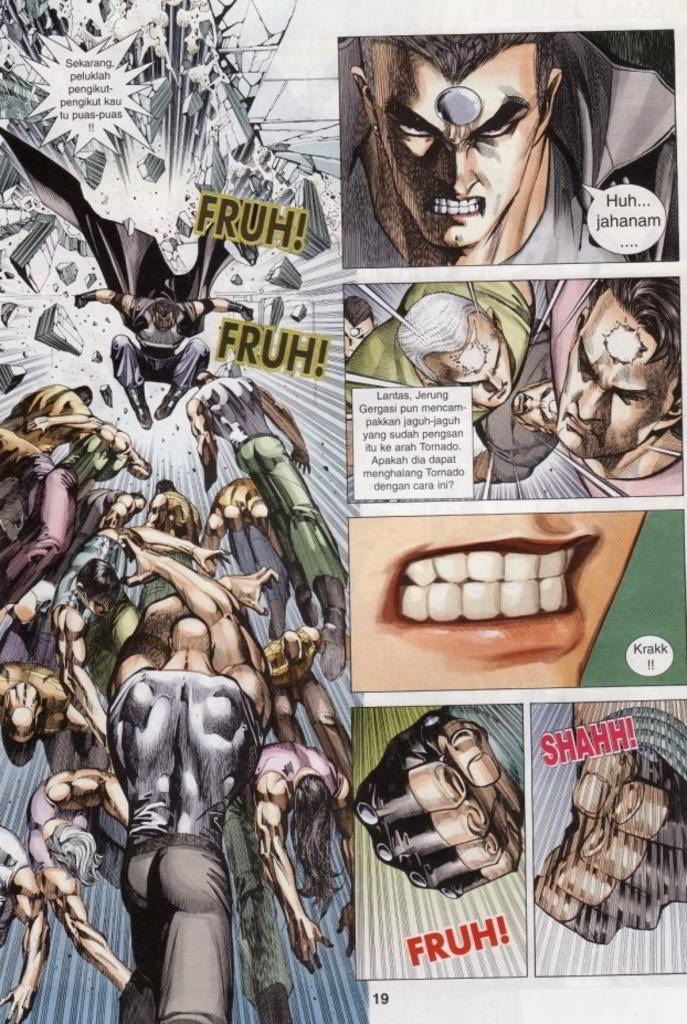 Sekarang,
peluklah
pengikut-
pengikut kau
tu puas-puas
!!
FRUH!
FRUH!
Huh...
jahanam
....
Lantas, Jerung
Gergasi pun mencam-
pakkan jaguh-jaguh
yang sudah pengsan
itu ke arah Tornado.
Apakah dia dapat
menghalang Tornado
dengan cara ini?
Krakk
!!
FRUH!
SHAHH!
19